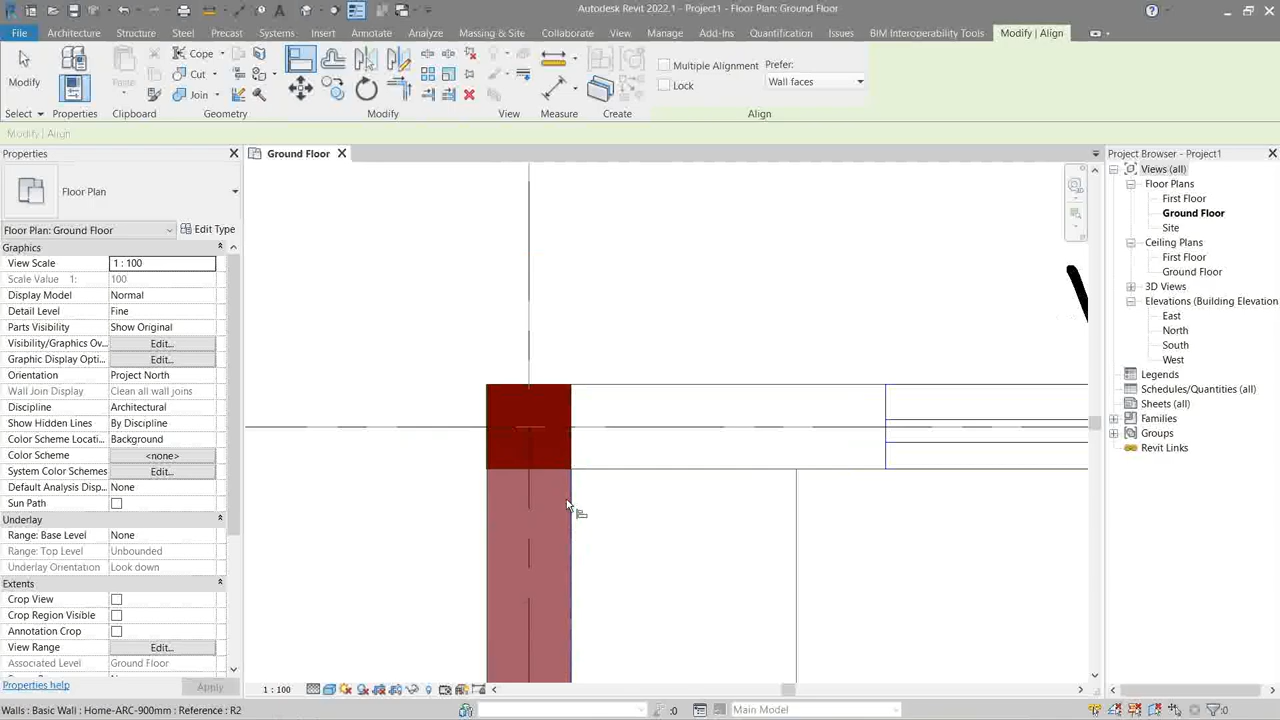 Autodesk Revit 2022.1 - Project1 - Floor Plan: Ground Floor
File Architecture Structure Steel Precast Systems Insert Annotate Analyze Massing & Site Collaborate View Manage Add-Ins Quantification Issues BIM Interoperability Tools Modify | Align
Modify Paste Cope Cut Join Multiple Alignment Lock Prefer: Wall faces
Select Properties Clipboard Geometry Modify View Measure Create Align
Modify | Align
Properties
Floor Plan
Floor Plan: Ground Floor Edit Type
Graphics
View Scale 1 : 100
Scale Value 1: 100
Display Model Normal
Detail Level Fine
Parts Visibility Show Original
Visibility/Graphics Ov... Edit...
Graphic Display Opti... Edit...
Orientation Project North
Wall Join Display Clean all wall joins
Discipline Architectural
Show Hidden Lines By Discipline
Color Scheme Locati... Background
Color Scheme <none>
System Color Schemes Edit...
Default Analysis Disp... None
Sun Path
Underlay
Range: Base Level None
Range: Top Level Unbounded
Underlay Orientation Look down
Extents
Crop View
Crop Region Visible
Annotation Crop
View Range Edit...
Associated Level Ground Floor
Properties help Apply
Ground Floor
1 : 100
Project Browser - Project1
Views (all)
Floor Plans
First Floor
Ground Floor
Site
Ceiling Plans
First Floor
Ground Floor
3D Views
Elevations (Building Elevation
East
North
South
West
Legends
Schedules/Quantities (all)
Sheets (all)
Families
Groups
Revit Links
Walls : Basic Wall : Home-ARC-900mm : Reference : R2 :0 Main Model :0